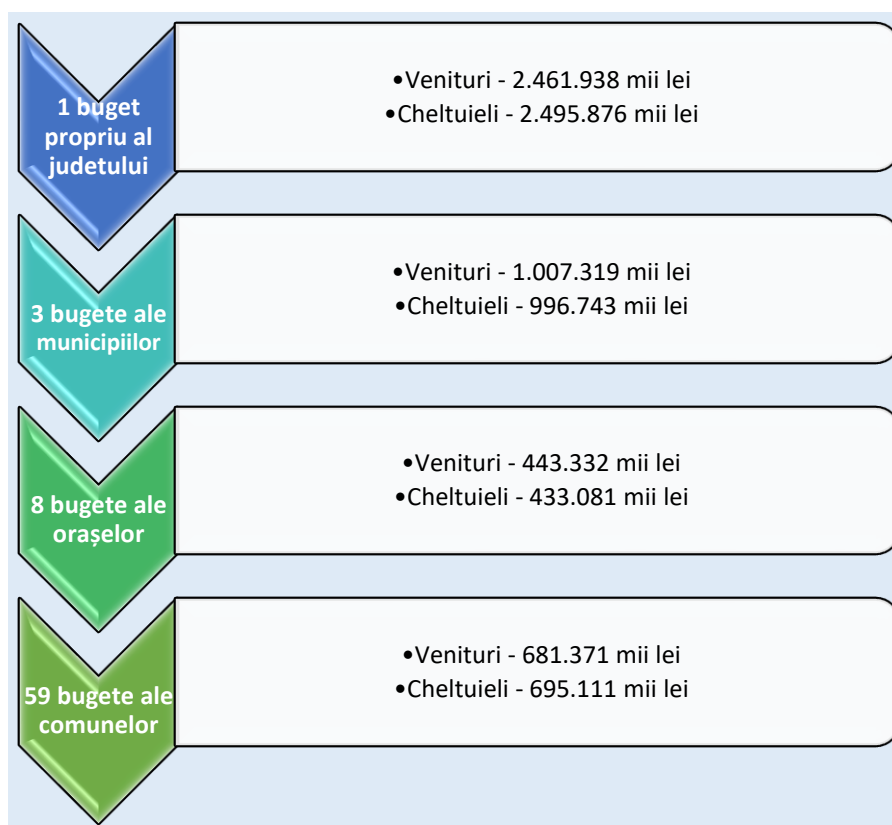 1 buget
propriu al
judetului
•Venituri - 2.461.938 mii lei
•Cheltuieli - 2.495.876 mii lei
3 bugete ale
municipiilor
•Venituri - 1.007.319 mii lei
•Cheltuieli - 996.743 mii lei
8 bugete ale
orașelor
•Venituri - 443.332 mii lei
•Cheltuieli - 433.081 mii lei
59 bugete ale
comunelor
•Venituri - 681.371 mii lei
•Cheltuieli - 695.111 mii lei